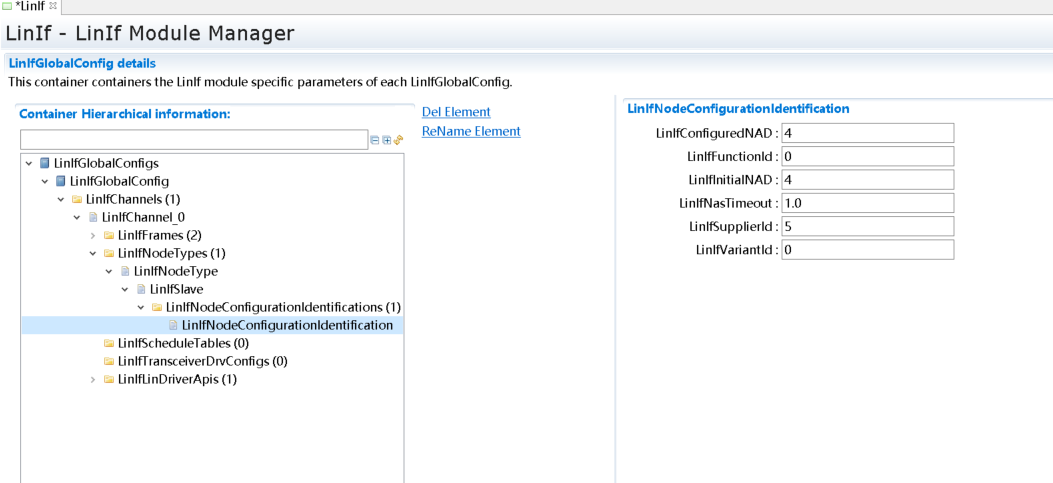 *LinIf
LinIf - LinIf Module Manager
LinIfGlobalConfig details
This container containers the LinIf module specific parameters of each LinIfGlobalConfig.
Container Hierarchical information:
Del Element
ReName Element
LinIfGlobalConfigs
LinIfGlobalConfig
LinIfChannels (1)
LinIfChannel_0
LinIfFrames (2)
LinIfNodeTypes (1)
LinIfNodeType
LinIfSlave
LinIfNodeConfigurationIdentifications (1)
LinIfNodeConfigurationIdentification
LinIfScheduleTables (0)
LinIfTransceiverDrvConfigs (0)
LinIfLinDriverApis (1)
LinIfNodeConfigurationIdentification
LinIfConfiguredNAD : 4
LinIfFunctionId : 0
LinIfInitialNAD : 4
LinIfNasTimeout : 1.0
LinIfSupplierId : 5
LinIfVariantId : 0